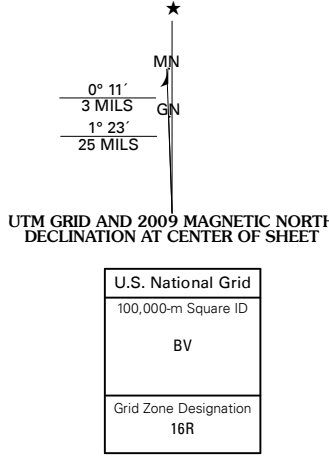 MN
0° 11´
3 MILS
GN
1° 23´
25 MILS
UTM GRID AND 2009 MAGNETIC NORTH
DECLINATION AT CENTER OF SHEET
U.S. National Grid
100,000-m Square ID
BV
Grid Zone Designation
16R